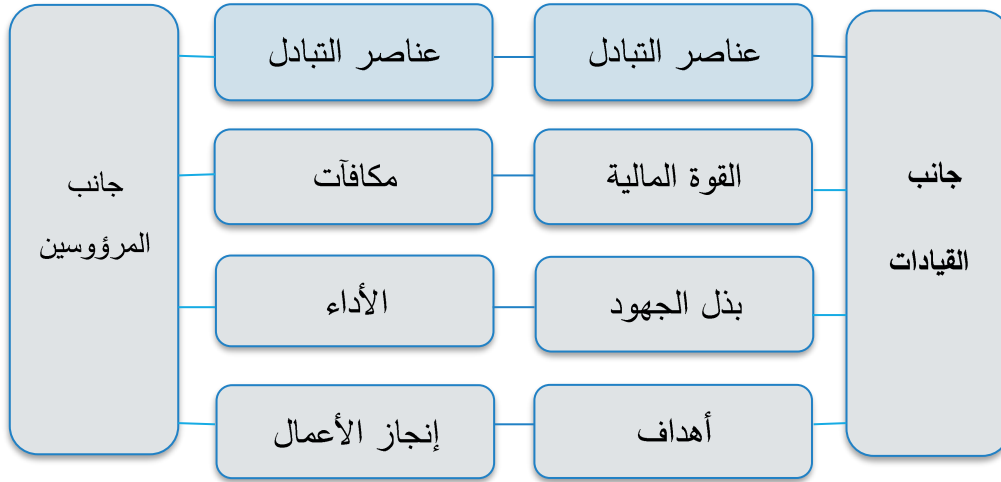 جانب
القيادات
عناصر التبادل
عناصر التبادل
القوة المالية
مكافآت
بذل الجهود
الأداء
أهداف
إنجاز الأعمال
جانب
المرؤوسين